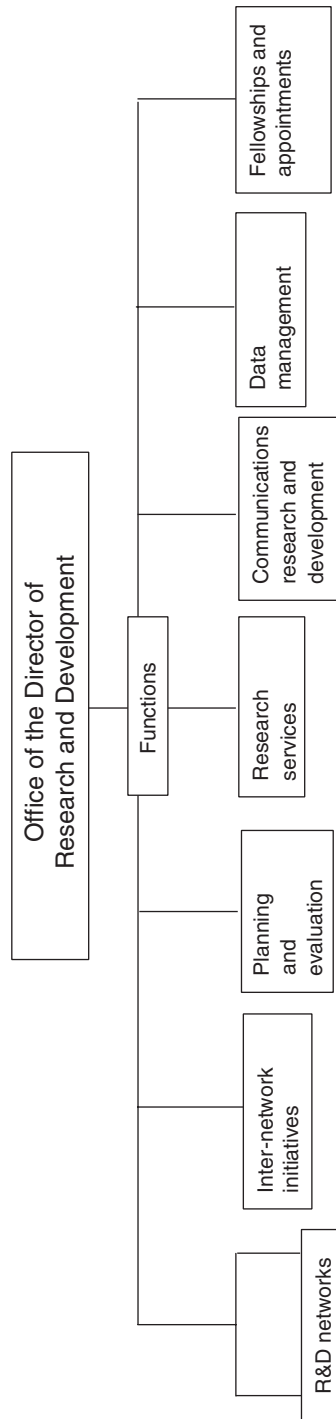 Office of the Director of
Research and Development
Functions
R&D networks
Inter-network
initiatives
Planning
and
evaluation
Research
services
Communications
research and
development
Data
management
Fellowships and
appointments